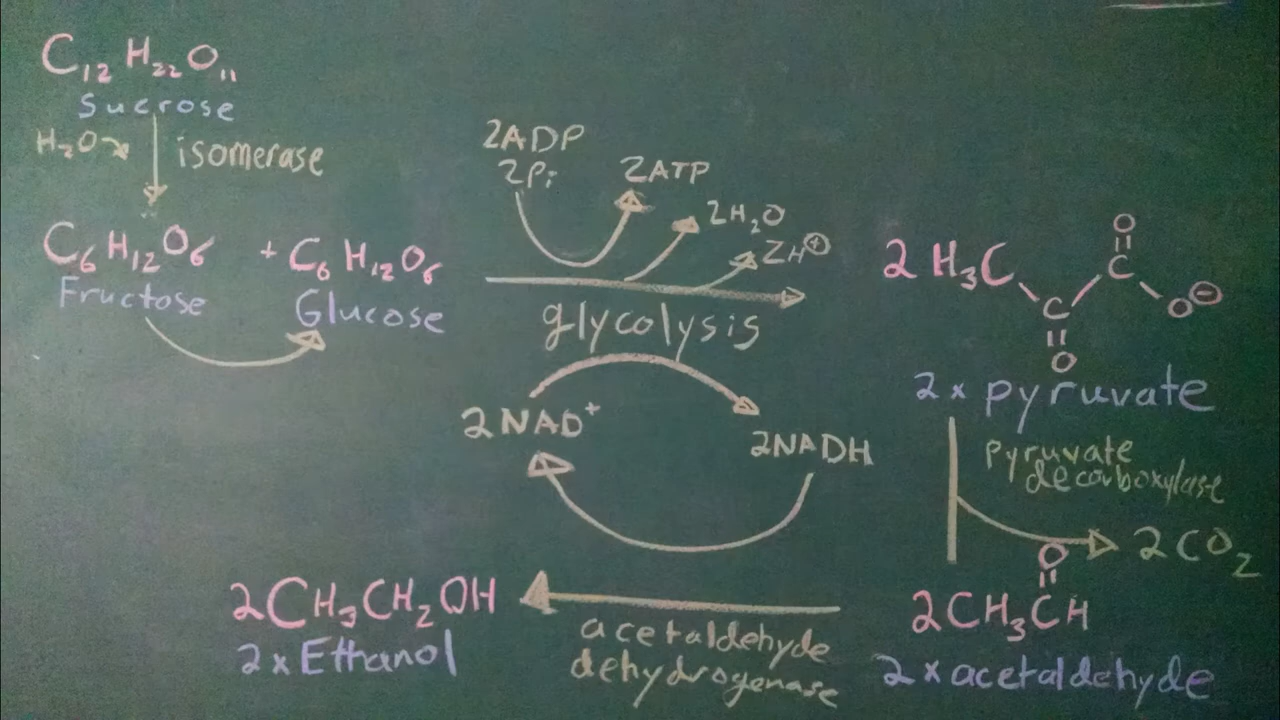 C₁₂H₂₂O₁₁
Sucrose
H₂O
isomerase
C₆H₁₂O₆ + C₆H₁₂O₆
Fructose
Glucose
2ADP
2Pi
2ATP
2H₂O
2H⊕
glycolysis
2NAD⁺
2NADH
2 H₃C
C
O
C
O
O⊖
2 x pyruvate
pyruvate
decarboxylase
2CO₂
O
2CH₃CH
2 x acetaldehyde
acetaldehyde
dehydrogenase
2CH₃CH₂OH
2 x Ethanol